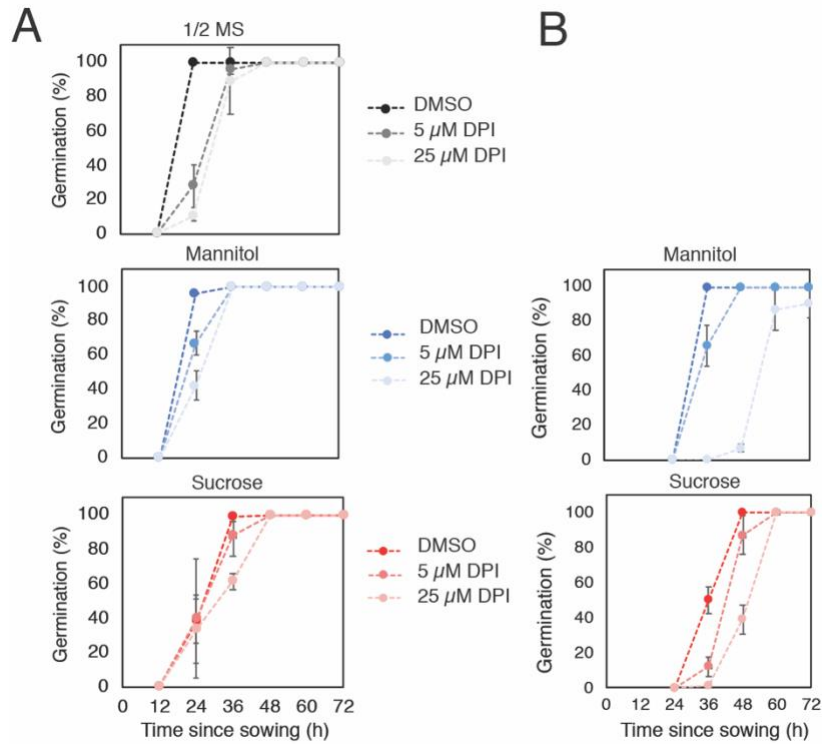 A
1/2 MS
Germination (%)
100
80
60
40
20
0
DMSO
5 µM DPI
25 µM DPI
Mannitol
Germination (%)
100
80
60
40
20
0
DMSO
5 µM DPI
25 µM DPI
Sucrose
Germination (%)
100
80
60
40
20
0
0 12 24 36 48 60 72
Time since sowing (h)
DMSO
5 µM DPI
25 µM DPI
B
Mannitol
Germination (%)
100
80
60
40
20
0
Sucrose
Germination (%)
100
80
60
40
20
0
0 12 24 36 48 60 72
Time since sowing (h)